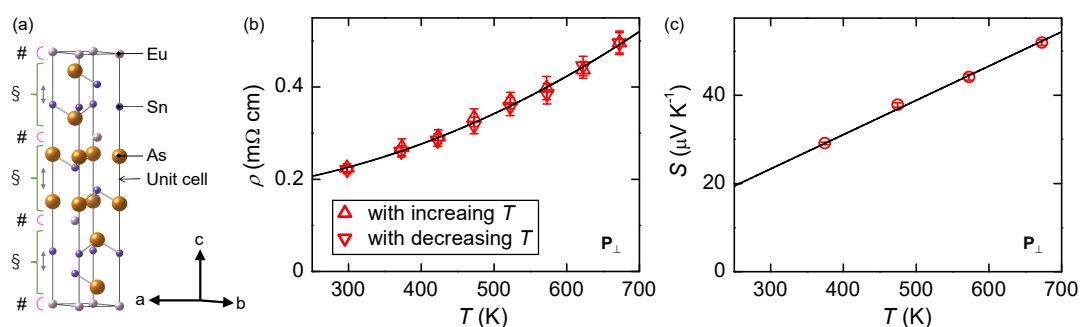 (a)
#
§
#
§
#
§
#
Eu
Sn
As
Unit cell
c
a
b
(b)
ρ (mΩ cm)
0.4
0.2
0
with increaing T
with decreasing T
P⊥
300 400 500 600 700
T (K)
(c)
S (μV K⁻¹)
40
20
0
P⊥
300 400 500 600 700
T (K)